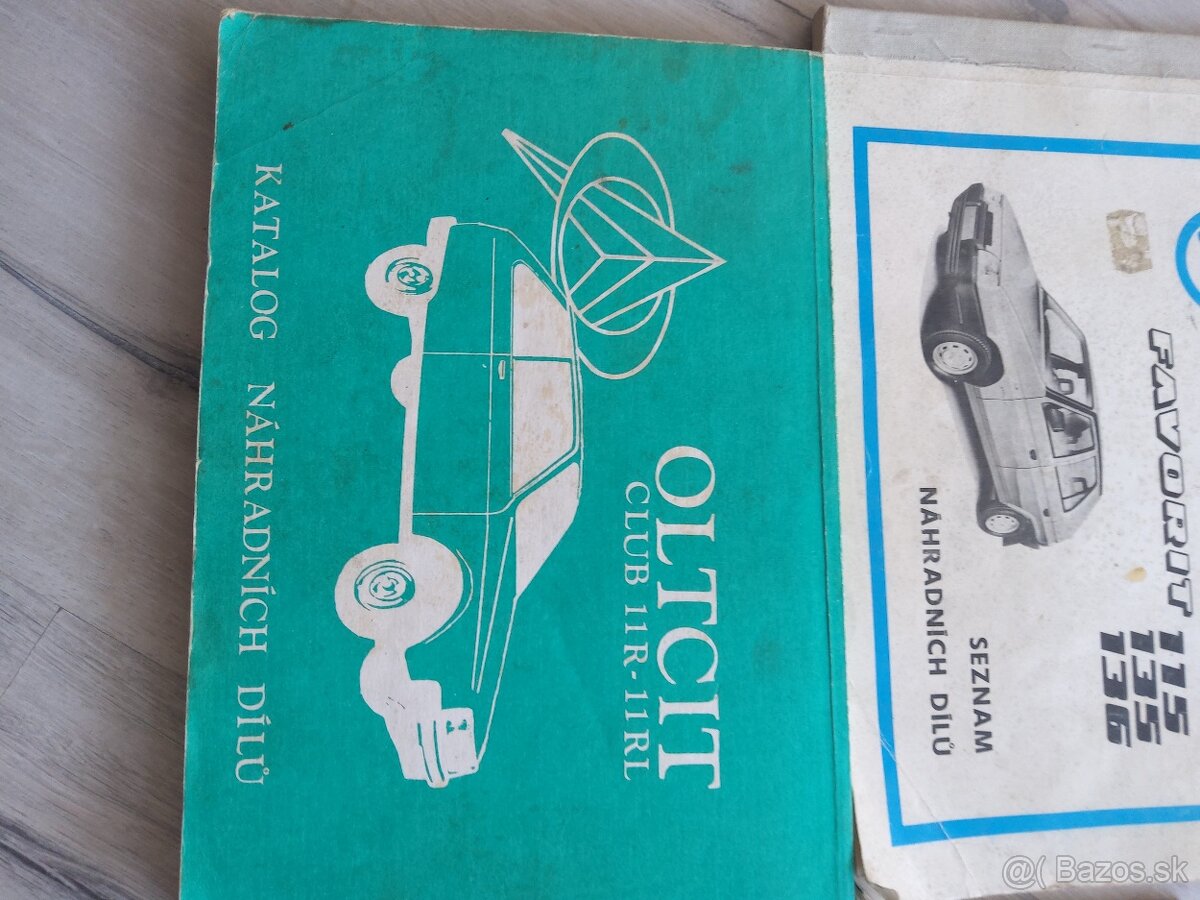 OLTCIT
CLUB 11R-11RL
KATALOG NÁHRADNÍCH DÍLŮ
FAVORIT 115
135
136
SEZNAM
NÁHRADNÍCH DÍLŮ
@( Bazos.sk